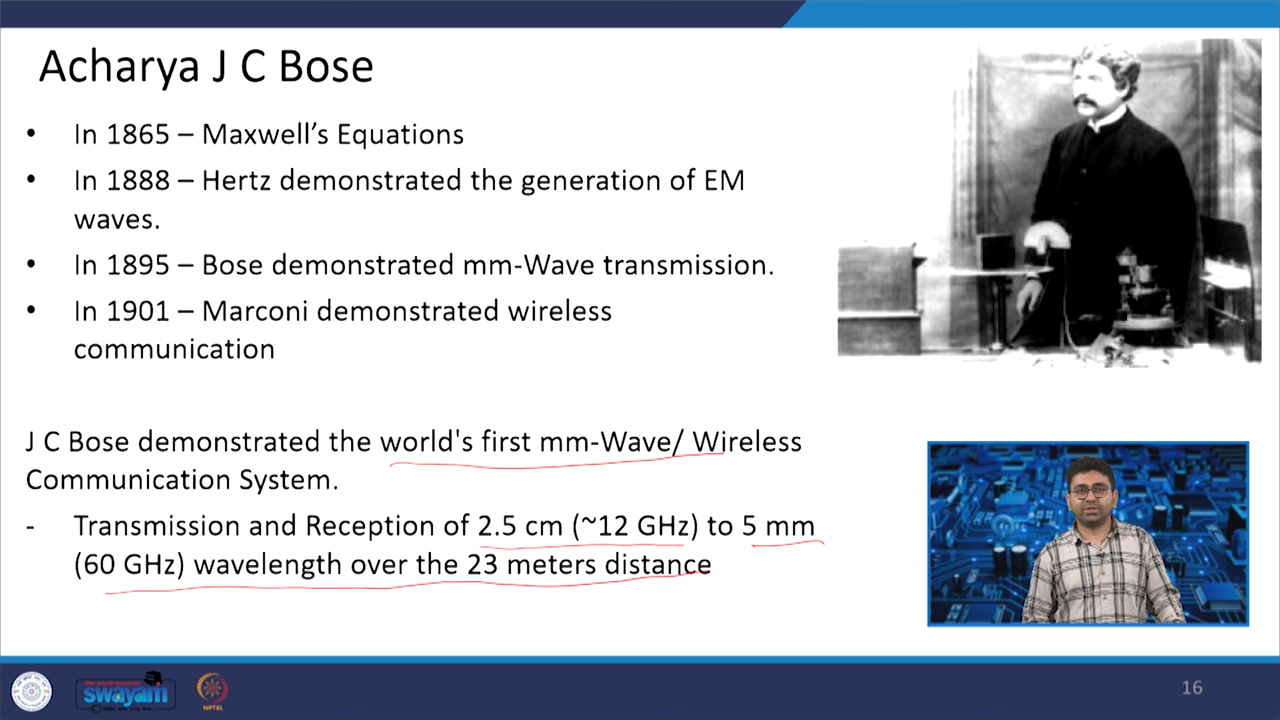 Acharya J C Bose
• In 1865 – Maxwell’s Equations
• In 1888 – Hertz demonstrated the generation of EM
waves.
• In 1895 – Bose demonstrated mm-Wave transmission.
• In 1901 – Marconi demonstrated wireless
communication
J C Bose demonstrated the world's first mm-Wave/ Wireless
Communication System.
- Transmission and Reception of 2.5 cm (~12 GHz) to 5 mm
(60 GHz) wavelength over the 23 meters distance
swayam
NPTEL
16